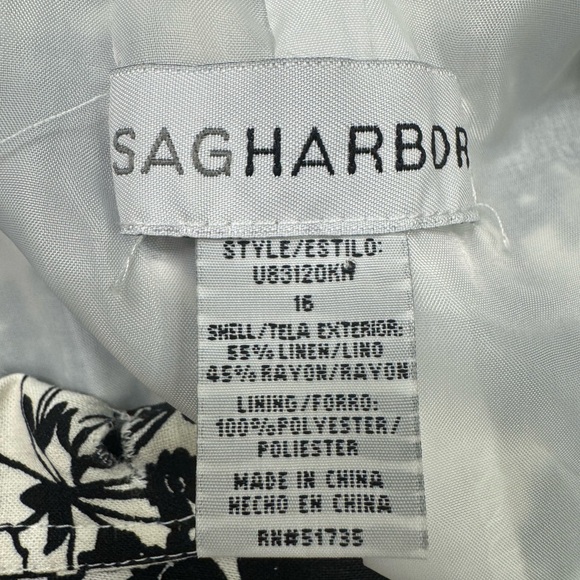 SAGHARBOR
STYLE/ESTILO:
U83120KW
16
SHELL/TELA EXTERIOR:
55% LINEN/LINO
45% RAYON/RAYON
LINING/FORRO:
100%POLYESTER/
POLIESTER
MADE IN CHINA
HECHO EN CHINA
RN#51735